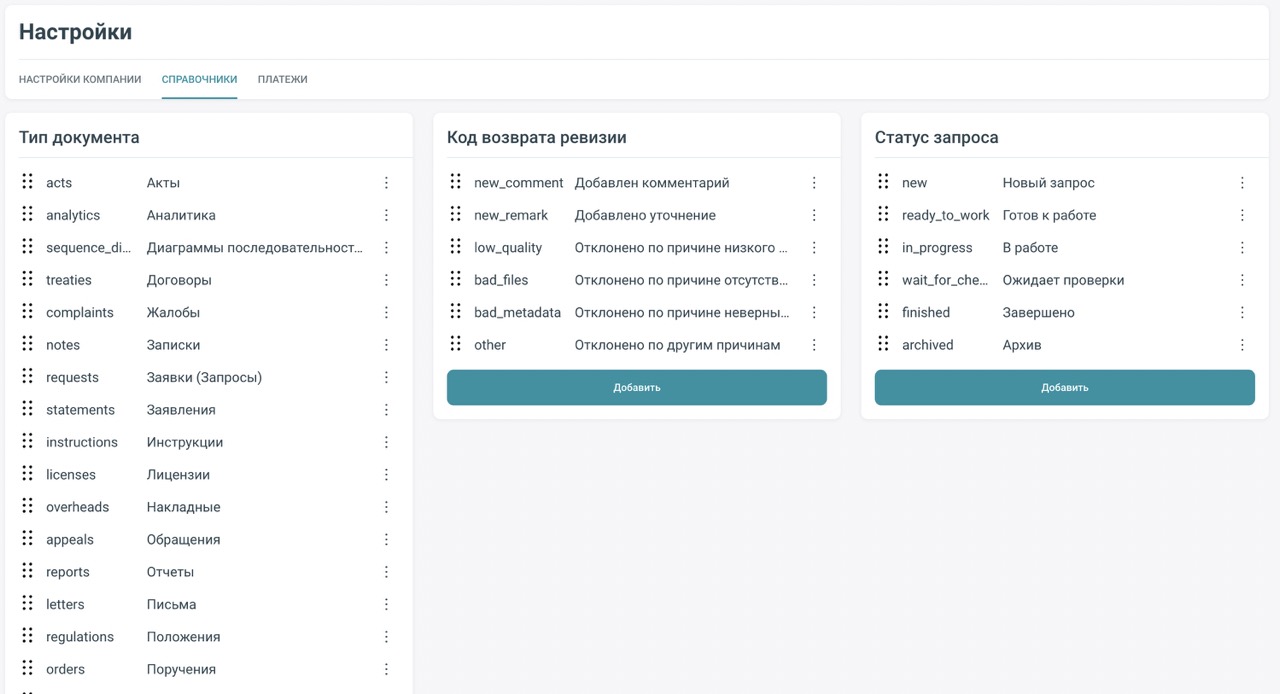 Настройки
НАСТРОЙКИ КОМПАНИИ СПРАВОЧНИКИ ПЛАТЕЖИ
Тип документа
acts Акты
analytics Аналитика
sequence_di... Диаграммы последовательност...
treaties Договоры
complaints Жалобы
notes Записки
requests Заявки (Запросы)
statements Заявления
instructions Инструкции
licenses Лицензии
overheads Накладные
appeals Обращения
reports Отчеты
letters Письма
regulations Положения
orders Поручения
Код возврата ревизии
new_comment Добавлен комментарий
new_remark Добавлено уточнение
low_quality Отклонено по причине низкого ...
bad_files Отклонено по причине отсутств...
bad_metadata Отклонено по причине неверны...
other Отклонено по другим причинам
Добавить
Статус запроса
new Новый запрос
ready_to_work Готов к работе
in_progress В работе
wait_for_che... Ожидает проверки
finished Завершено
archived Архив
Добавить